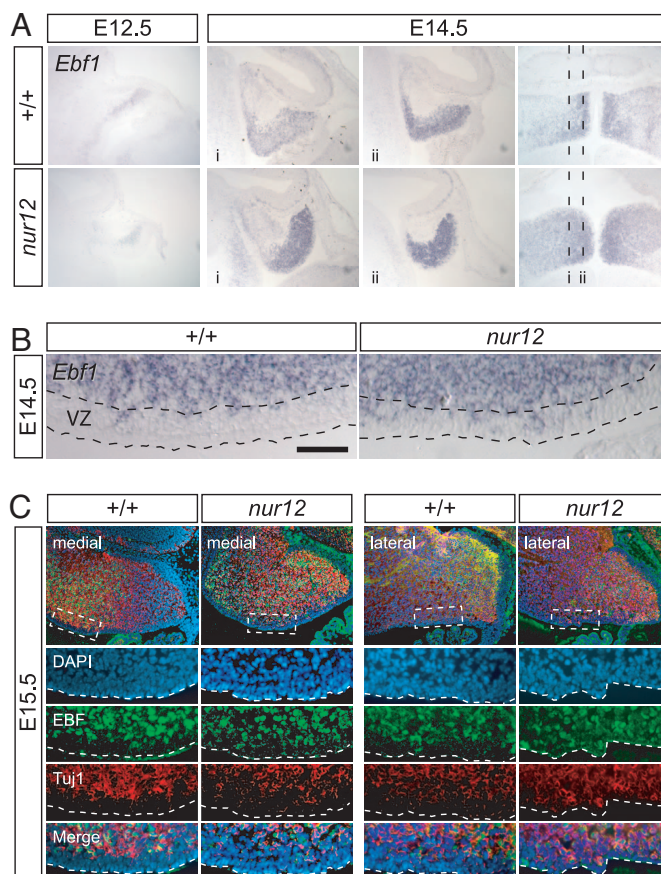 A
E12.5
E14.5
Ebf1
+/+
i
ii
nur12
i
ii
i
ii
B
+/+
nur12
E14.5
Ebf1
VZ
C
+/+
nur12
+/+
nur12
E15.5
medial
medial
lateral
lateral
DAPI
EBF
Tuj1
Merge